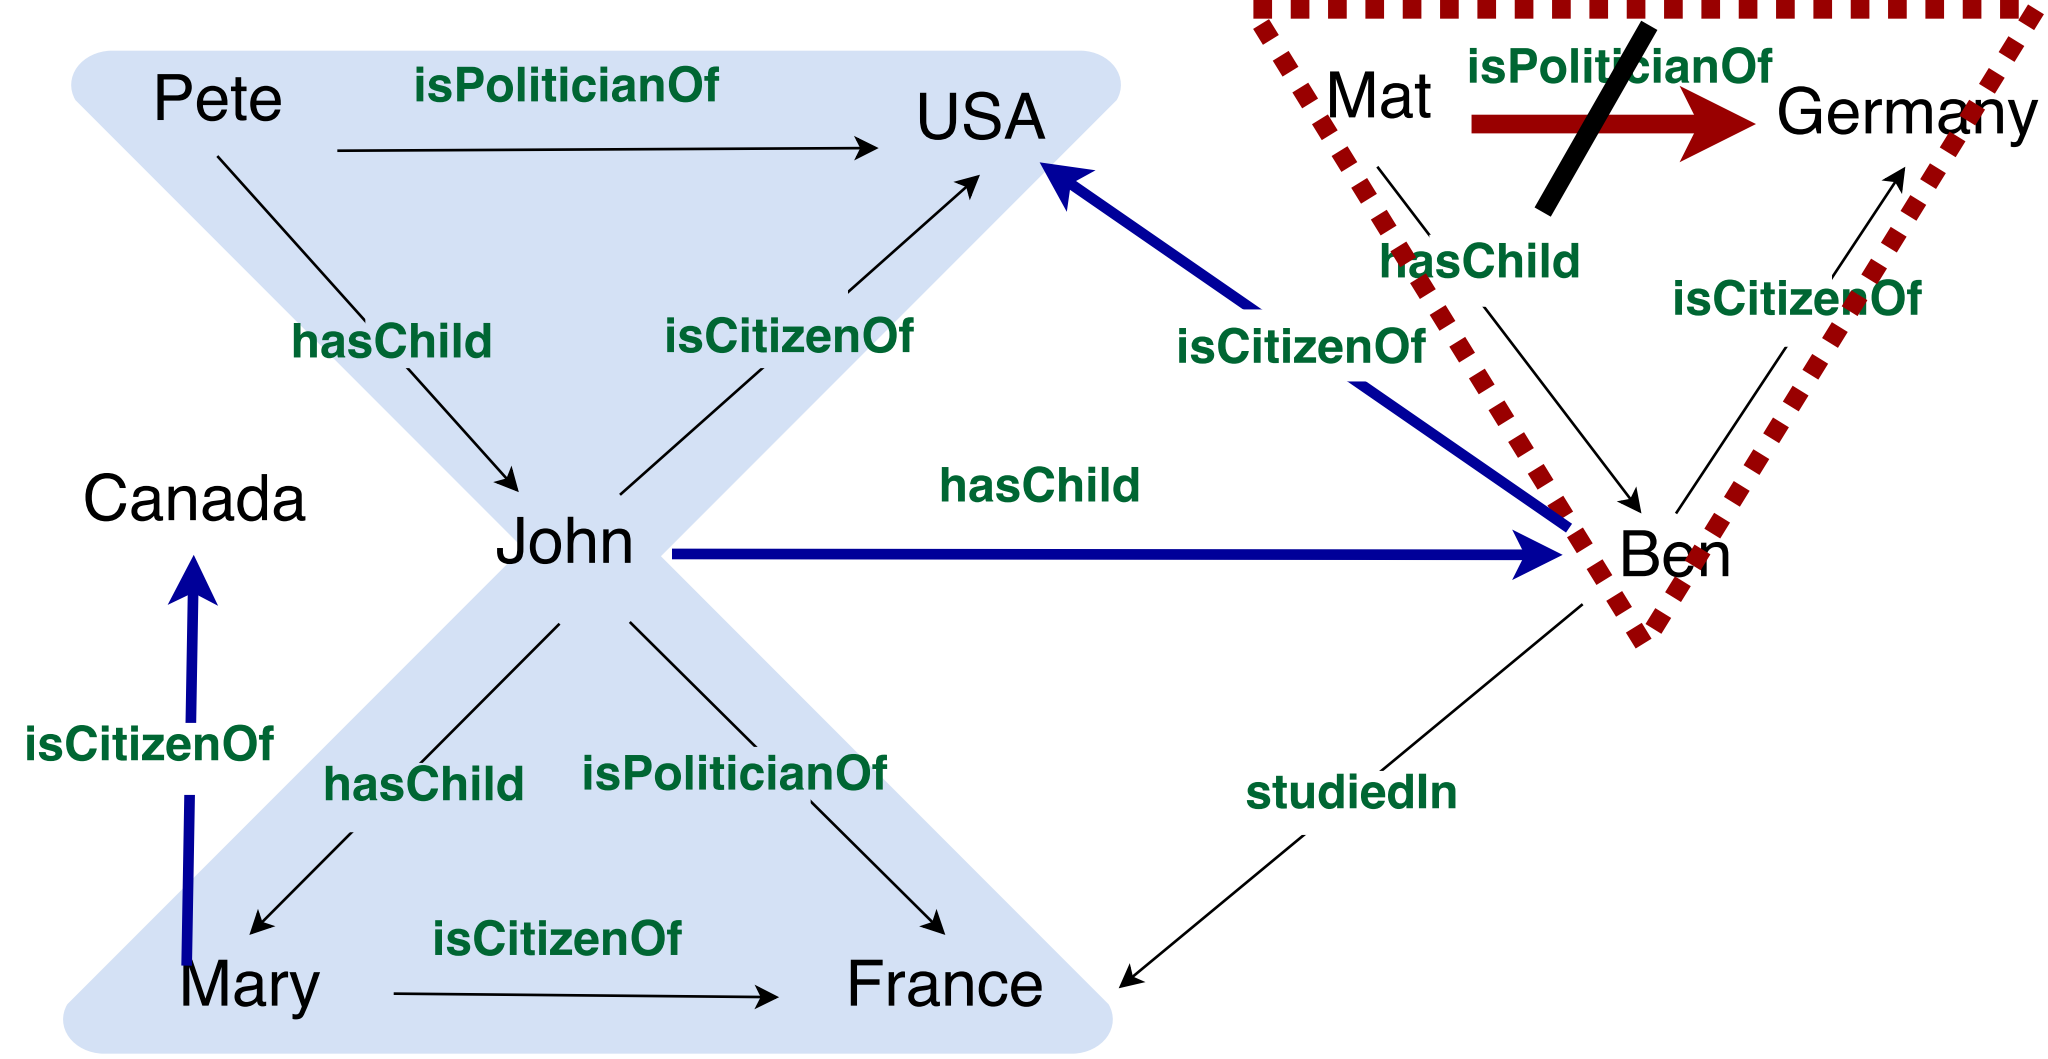 isPoliticianOf
Pete
isPoliticianOf
Mat
Germany
USA
hasChild
isCitizenOf
hasChild
isCitizenOf
isCitizenOf
hasChild
Canada
John
Ben
isCitizenOf
hasChild
isPoliticianOf
studiedIn
isCitizenOf
Mary
France